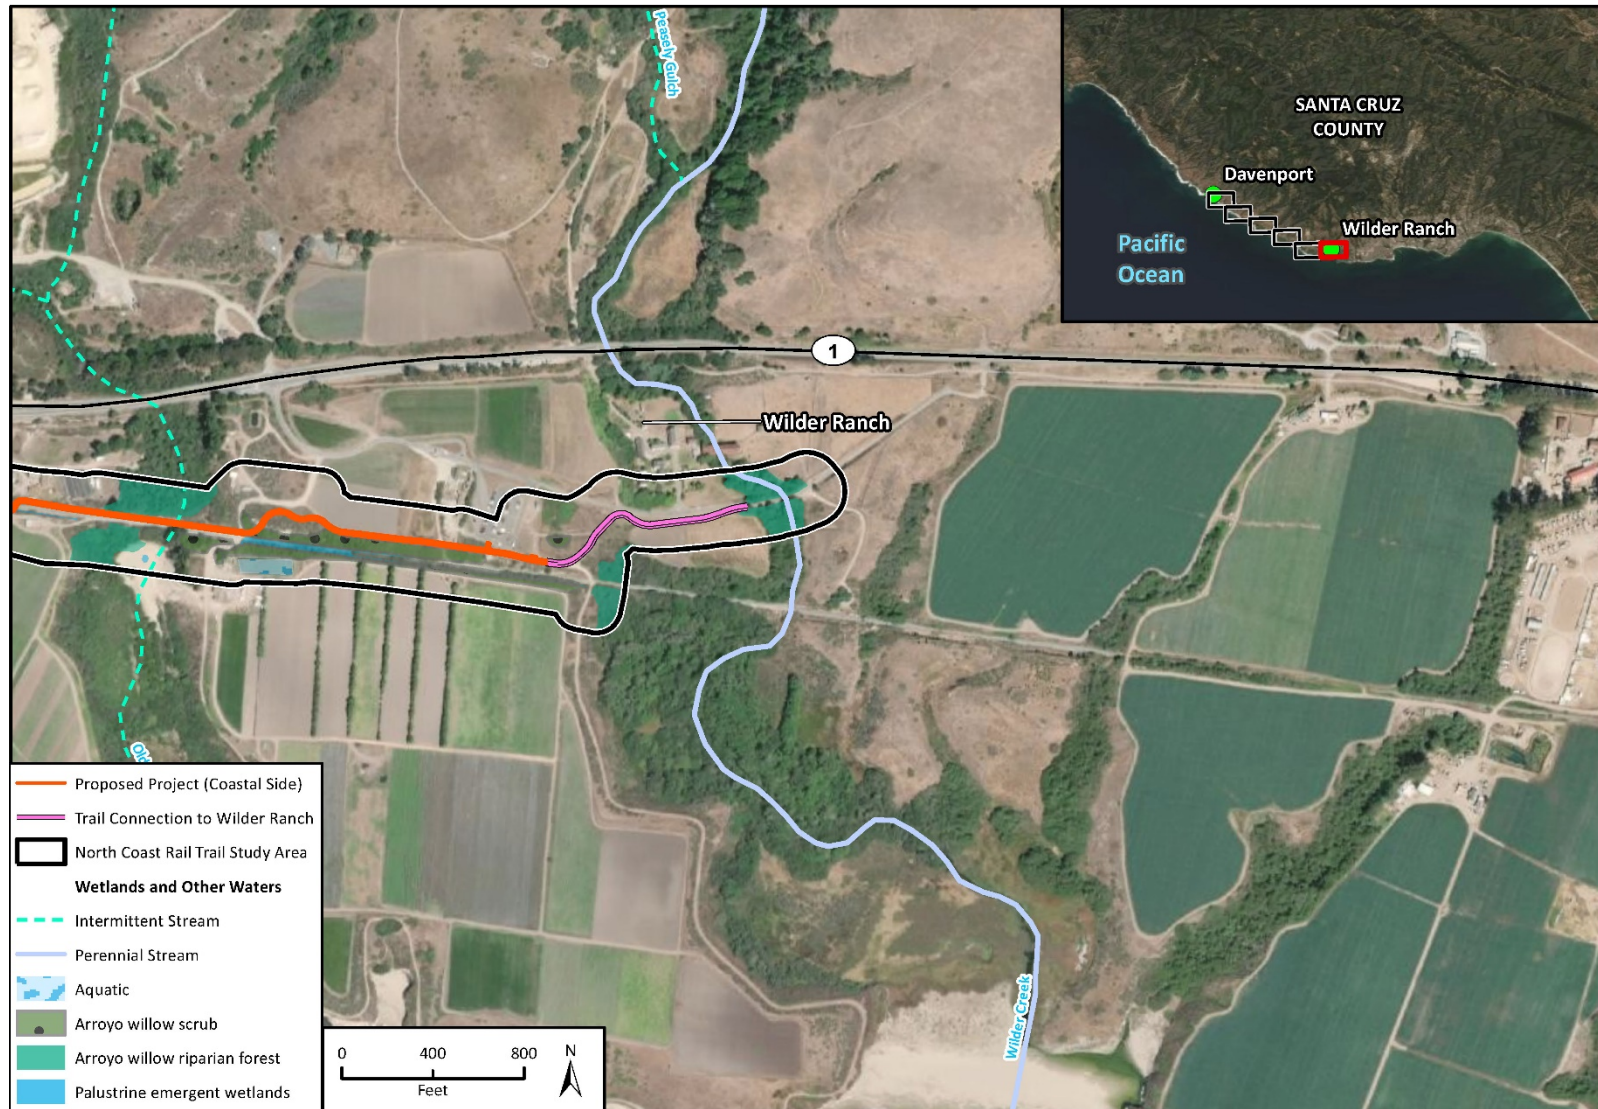 Peasely Gulch
SANTA CRUZ
COUNTY
Davenport
Wilder Ranch
Pacific
Ocean
1
Wilder Ranch
Old
Wilder Creek
Proposed Project (Coastal Side)
Trail Connection to Wilder Ranch
North Coast Rail Trail Study Area
Wetlands and Other Waters
Intermittent Stream
Perennial Stream
Aquatic
Arroyo willow scrub
Arroyo willow riparian forest
Palustrine emergent wetlands
0 400 800
Feet
N